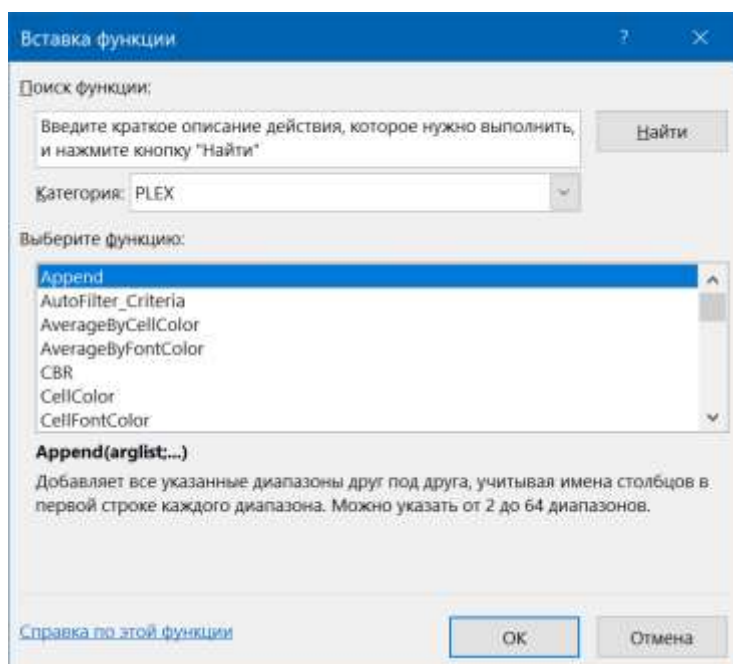 Вставка функции
Поиск функции:
Введите краткое описание действия, которое нужно выполнить,
и нажмите кнопку "Найти"
Найти
Категория: PLEX
Выберите функцию:
Append
AutoFilter_Criteria
AverageByCellColor
AverageByFontColor
CBR
CellColor
CellFontColor
Append(arglist;...)
Добавляет все указанные диапазоны друг под друга, учитывая имена столбцов в
первой строке каждого диапазона. Можно указать от 2 до 64 диапазонов.
Справка по этой функции
ОК
Отмена